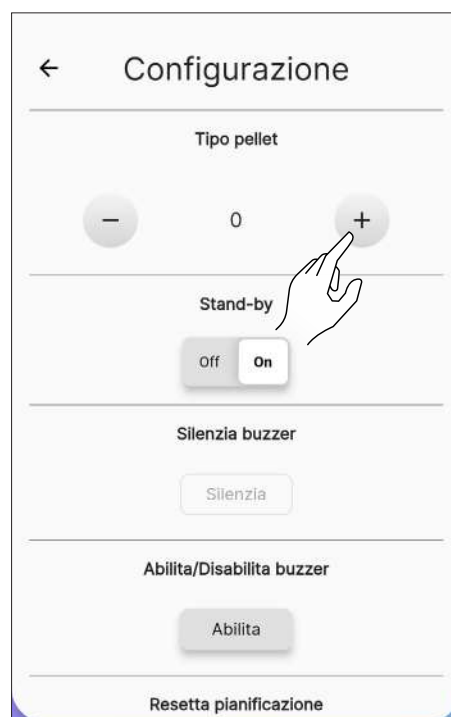 ← Configurazione
Tipo pellet
− 0 +
Stand-by
Off On
Silenzia buzzer
Silenzia
Abilita/Disabilita buzzer
Abilita
Resetta pianificazione